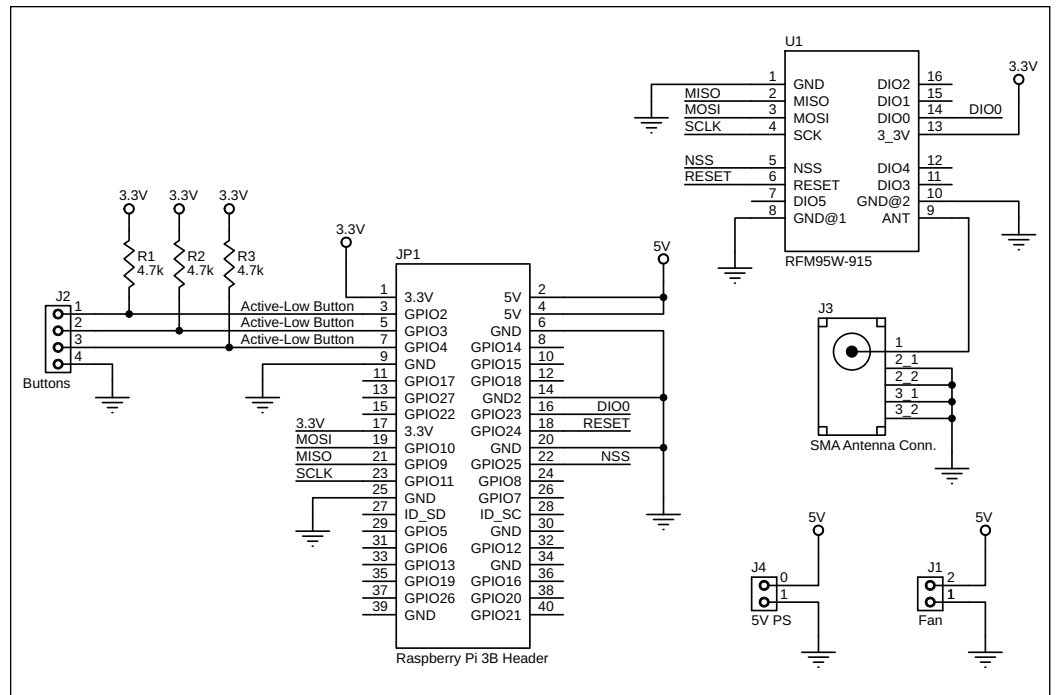 U1
1 GND DIO2 16
MISO 2 MISO DIO1 15
MOSI 3 MOSI DIO0 14 DIO0
SCLK 4 SCK 3_3V 13
3.3V
NSS 5 NSS DIO4 12
RESET 6 RESET DIO3 11
7 DIO5 GND@2 10
8 GND@1 ANT 9
RFM95W-915
3.3V 3.3V 3.3V
R1 4.7k
R2 4.7k
R3 4.7k
J2
1 Active-Low Button
2 Active-Low Button
3 Active-Low Button
4
Buttons
3.3V
5V
JP1
1 3.3V 5V 2
3 GPIO2 5V 4
5 GPIO3 GND 6
7 GPIO4 GPIO14 8
9 GND GPIO15 10
11 GPIO17 GPIO18 12
13 GPIO27 GND2 14
15 GPIO22 GPIO23 16 DIO0
3.3V 17 3.3V GPIO24 18 RESET
MOSI 19 GPIO10 GND 20
MISO 21 GPIO9 GPIO25 22 NSS
SCLK 23 GPIO11 GPIO8 24
25 GND GPIO7 26
27 ID_SD ID_SC 28
29 GPIO5 GND 30
31 GPIO6 GPIO12 32
33 GPIO13 GND 34
35 GPIO19 GPIO16 36
37 GPIO26 GPIO20 38
39 GND GPIO21 40
Raspberry Pi 3B Header
J3
1
2_1
2_2
3_1
3_2
SMA Antenna Conn.
5V
J4
0
1
5V PS
5V
J1
2
1
Fan